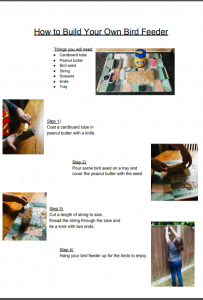 How to Build Your Own Bird Feeder
Things you will need:
• Cardboard tube
• Peanut butter
• Bird seed
• String
• Scissors
• Knife
• Tray
Step 1)
Coat a cardboard tube in
peanut butter with a knife.
Step 2)
Pour some bird seed on a tray and
cover the peanut butter with the seed
Step 3)
Cut a length of string to size,
thread the string through the tube and
tie a knot with two ends.
Step 4)
Hang your bird feeder up for the birds to enjoy.